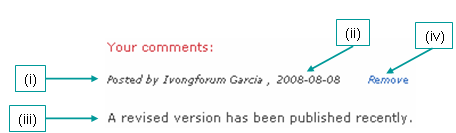 (ii)
(iv)
Your comments:
(i) Posted by Ivongforum Garcia , 2008-08-08 Remove
(iii) A revised version has been published recently.